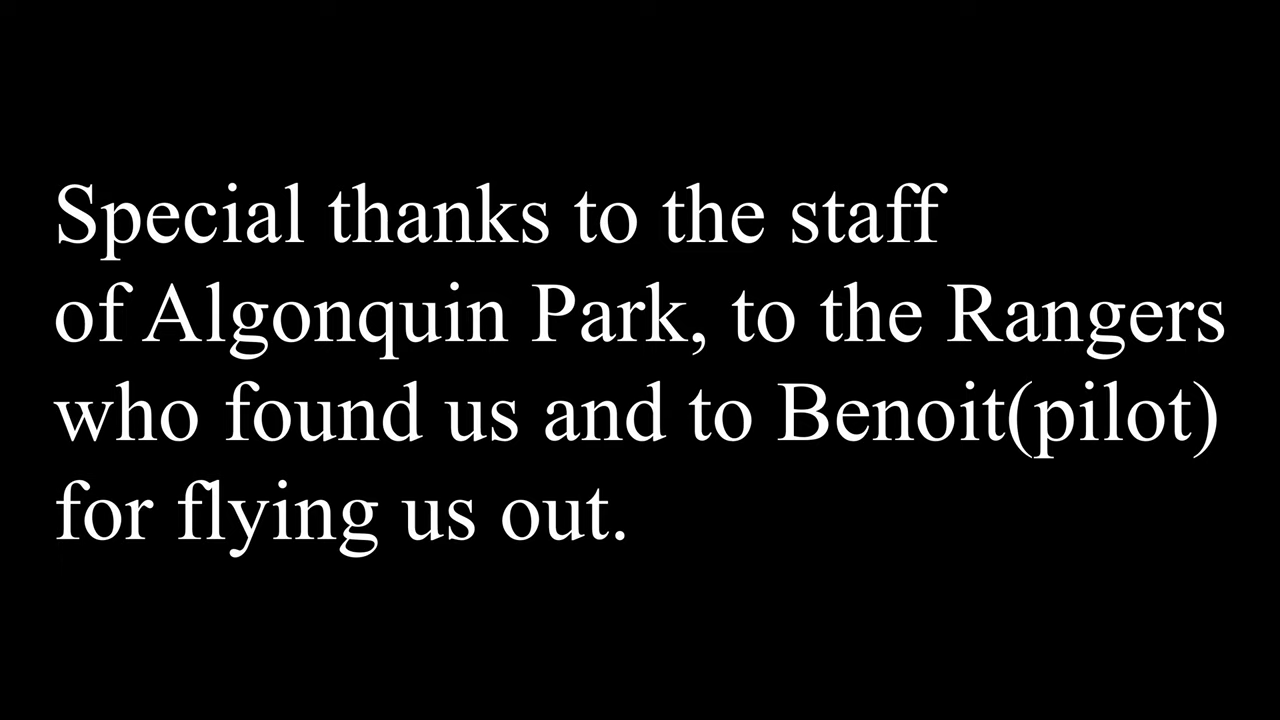 Special thanks to the staff
of Algonquin Park, to the Rangers
who found us and to Benoit(pilot)
for flying us out.